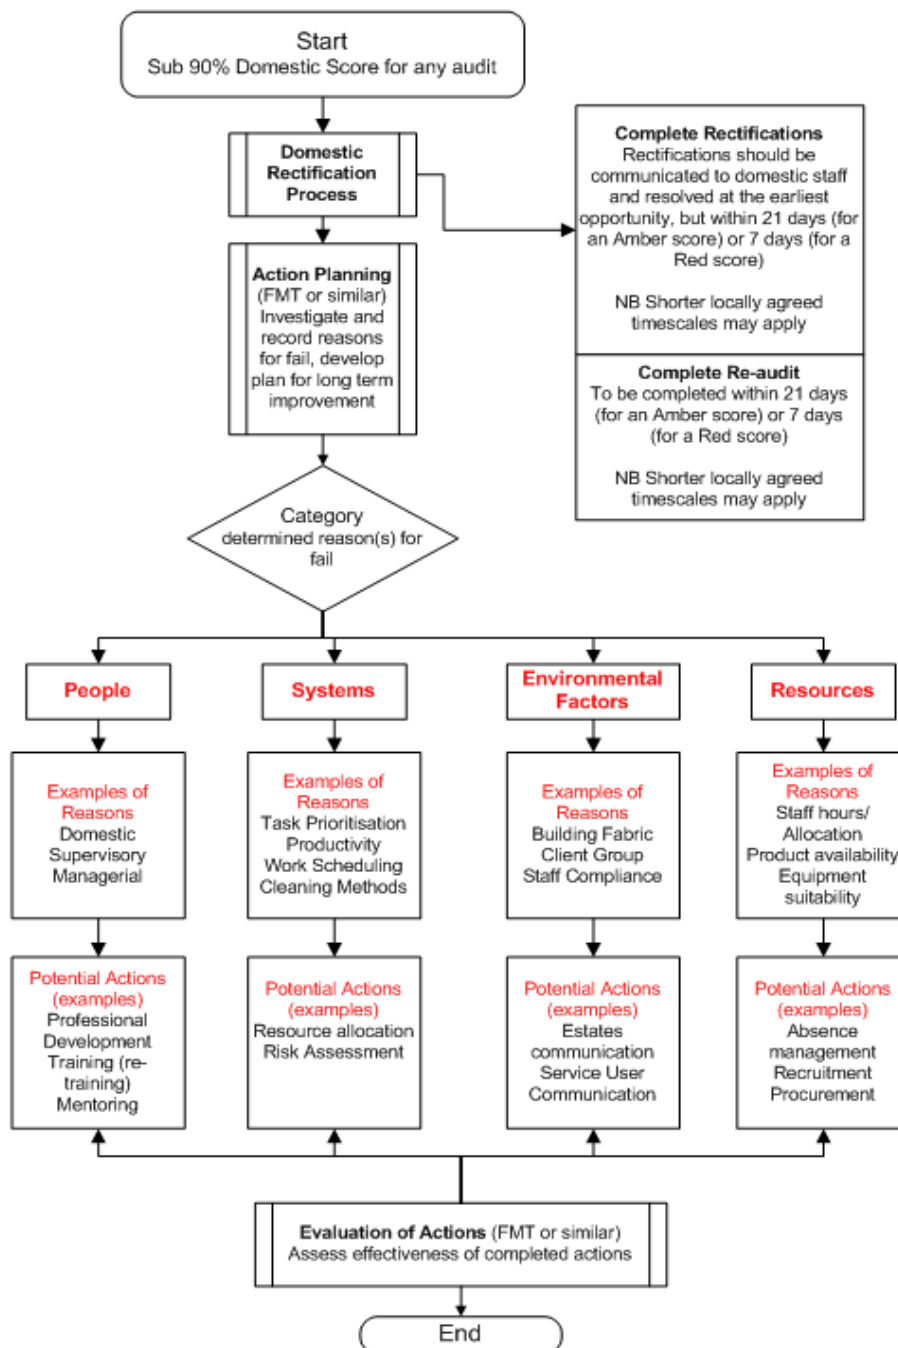 Start
Sub 90% Domestic Score for any audit
Domestic
Rectification
Process
Complete Rectifications
Rectifications should be
communicated to domestic staff
and resolved at the earliest
opportunity, but within 21 days (for
an Amber score) or 7 days (for a
Red score)
NB Shorter locally agreed
timescales may apply
Action Planning
(FMT or similar)
Investigate and
record reasons
for fail, develop
plan for long term
improvement
Complete Re-audit
To be completed within 21 days
(for an Amber score) or 7 days
(for a Red score)
NB Shorter locally agreed
timescales may apply
Category
determined reason(s) for
fail
People
Systems
Environmental
Factors
Resources
Examples of
Reasons
Domestic
Supervisory
Managerial
Examples of
Reasons
Task Prioritisation
Productivity
Work Scheduling
Cleaning Methods
Examples of
Reasons
Building Fabric
Client Group
Staff Compliance
Examples of
Reasons
Staff hours/
Allocation
Product availability
Equipment
suitability
Potential Actions
(examples)
Professional
Development
Training (re-
training)
Mentoring
Potential Actions
(examples)
Resource allocation
Risk Assessment
Potential Actions
(examples)
Estates
communication
Service User
Communication
Potential Actions
(examples)
Absence
management
Recruitment
Procurement
Evaluation of Actions (FMT or similar)
Assess effectiveness of completed actions
End